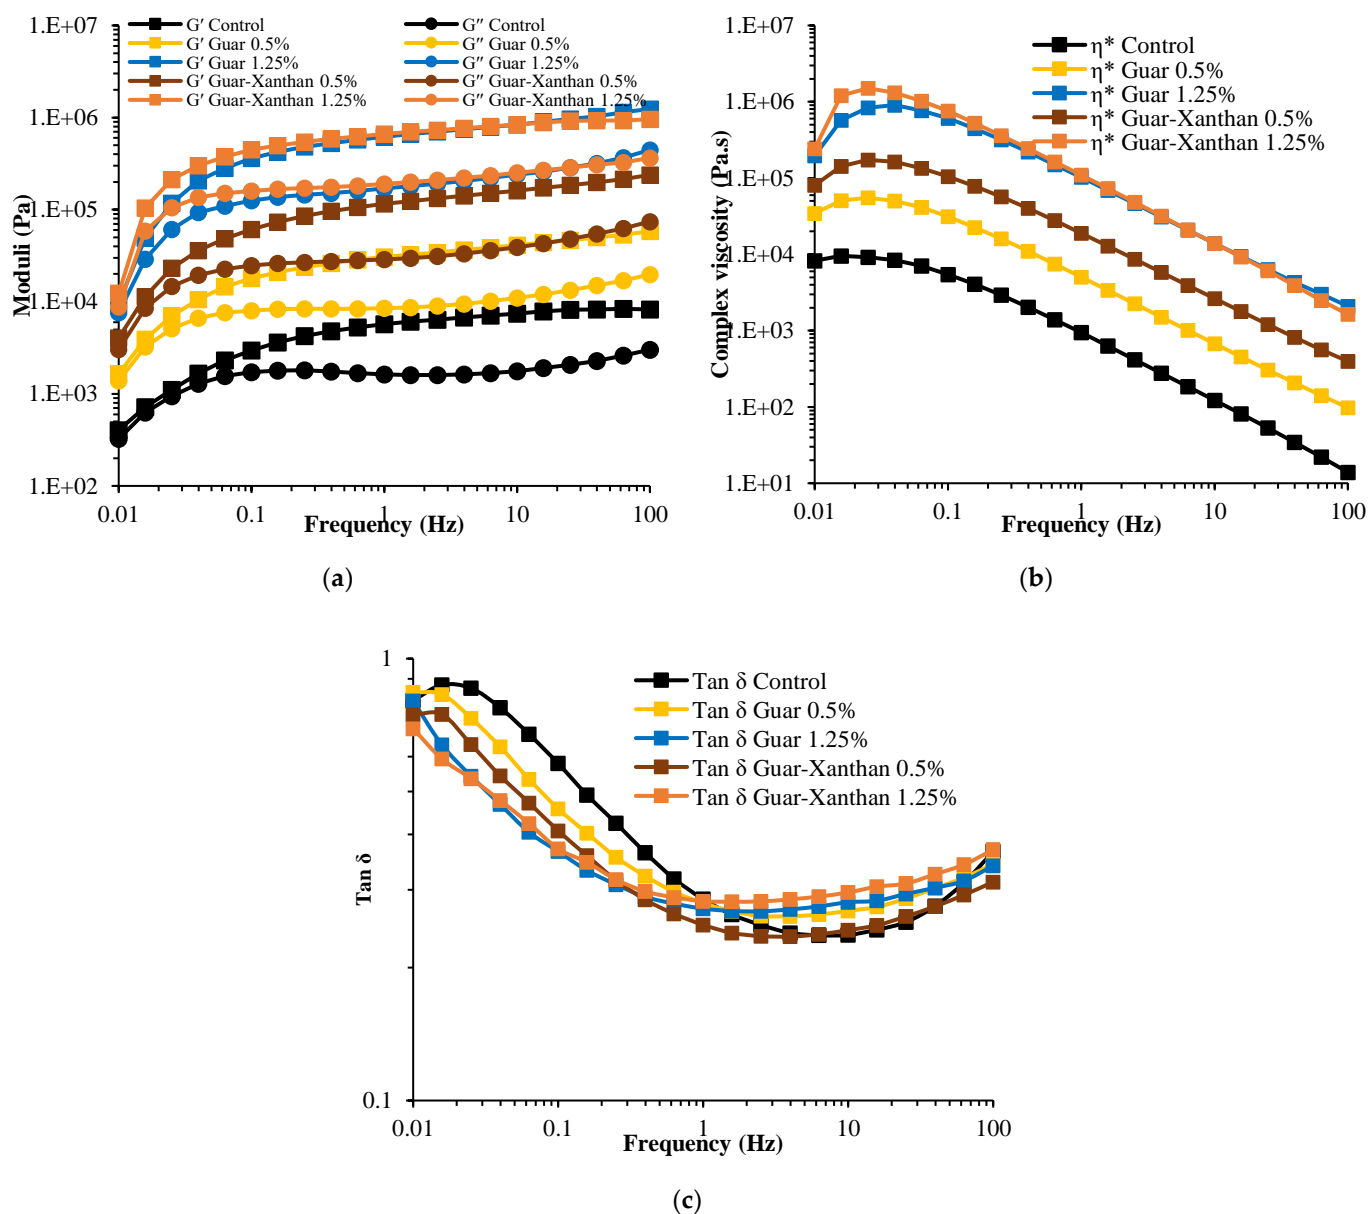 1.E+07
1.E+06
1.E+05
1.E+04
1.E+03
1.E+02
Moduli (Pa)
G′ Control G″ Control
G′ Guar 0.5% G″ Guar 0.5%
G′ Guar 1.25% G″ Guar 1.25%
G′ Guar-Xanthan 0.5% G″ Guar-Xanthan 0.5%
G′ Guar-Xanthan 1.25% G″ Guar-Xanthan 1.25%
0.01 0.1 1 10 100
Frequency (Hz)
(a)
1.E+07
1.E+06
1.E+05
1.E+04
1.E+03
1.E+02
1.E+01
Complex viscosity (Pa.s)
η* Control
η* Guar 0.5%
η* Guar 1.25%
η* Guar-Xanthan 0.5%
η* Guar-Xanthan 1.25%
0.01 0.1 1 10 100
Frequency (Hz)
(b)
1
0.1
Tan δ
Tan δ Control
Tan δ Guar 0.5%
Tan δ Guar 1.25%
Tan δ Guar-Xanthan 0.5%
Tan δ Guar-Xanthan 1.25%
0.01 0.1 1 10 100
Frequency (Hz)
(c)